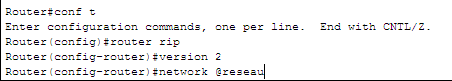 Router#conf t
Enter configuration commands, one per line.  End with CNTL/Z.
Router(config)#router rip
Router(config-router)#version 2
Router(config-router)#network @reseau